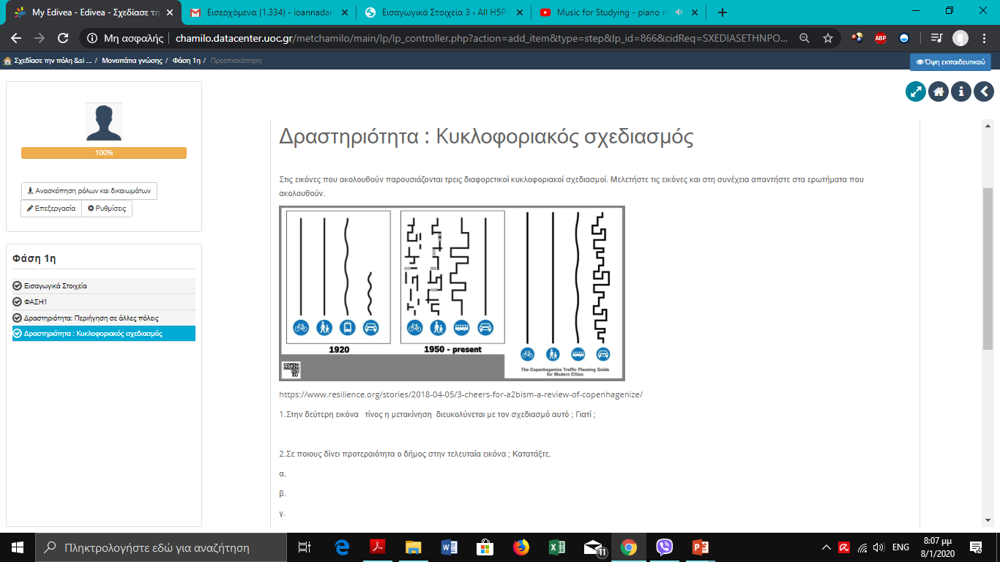 My Edivea - Edivea - Σχεδίασε τη
Εισερχόμενα (1.334) - ioannadar
Εισαγωγικά Στοιχεία 3 ‹ All H5P
Music for Studying - piano m
Μη ασφαλής
chamilo.datacenter.uoc.gr/metchamilo/main/lp/lp_controller.php?action=add_item&type=step&lp_id=866&cidReq=SXEDIASETHNPO...
ABP
Σχεδίασε την πόλη &si ... / Μονοπάτια γνώσης / Φάση 1η / Προεπισκόπηση
Όψη εκπαιδευτικού
100%
Ανασκόπηση ρόλων και δικαιωμάτων
Επεξεργασία
Ρυθμίσεις
Φάση 1η
Εισαγωγικά Στοιχεία
ΦΑΣΗ1
Δραστηριότητα: Περιήγηση σε άλλες πόλεις
Δραστηριότητα : Κυκλοφοριακός σχεδιασμός
Δραστηριότητα : Κυκλοφοριακός σχεδιασμός
Στις εικόνες που ακολουθούν παρουσιάζονται τρεις διαφορετικοί κυκλοφοριακοί σχεδιασμοί. Μελετήστε τις εικόνες και στη συνέχεια απαντήστε στα ερωτήματα που
ακολουθούν.
1920
1950 - present
COPEN
HAGEN
IZE.EU
The Copenhagenize Traffic Planning Guide
for Modern Cities
https://www.resilience.org/stories/2018-04-05/3-cheers-for-a2bism-a-review-of-copenhagenize/
1.Στην δεύτερη εικόνα τίνος η μετακίνηση διευκολύνεται με τον σχεδιασμό αυτό ; Γιατί ;
2.Σε ποιους δίνει προτεραιότητα ο δήμος στην τελευταία εικόνα ; Κατατάξτε.
α.
β.
γ.
Πληκτρολογήστε εδώ για αναζήτηση
11
ENG
8:07 μμ
8/1/2020